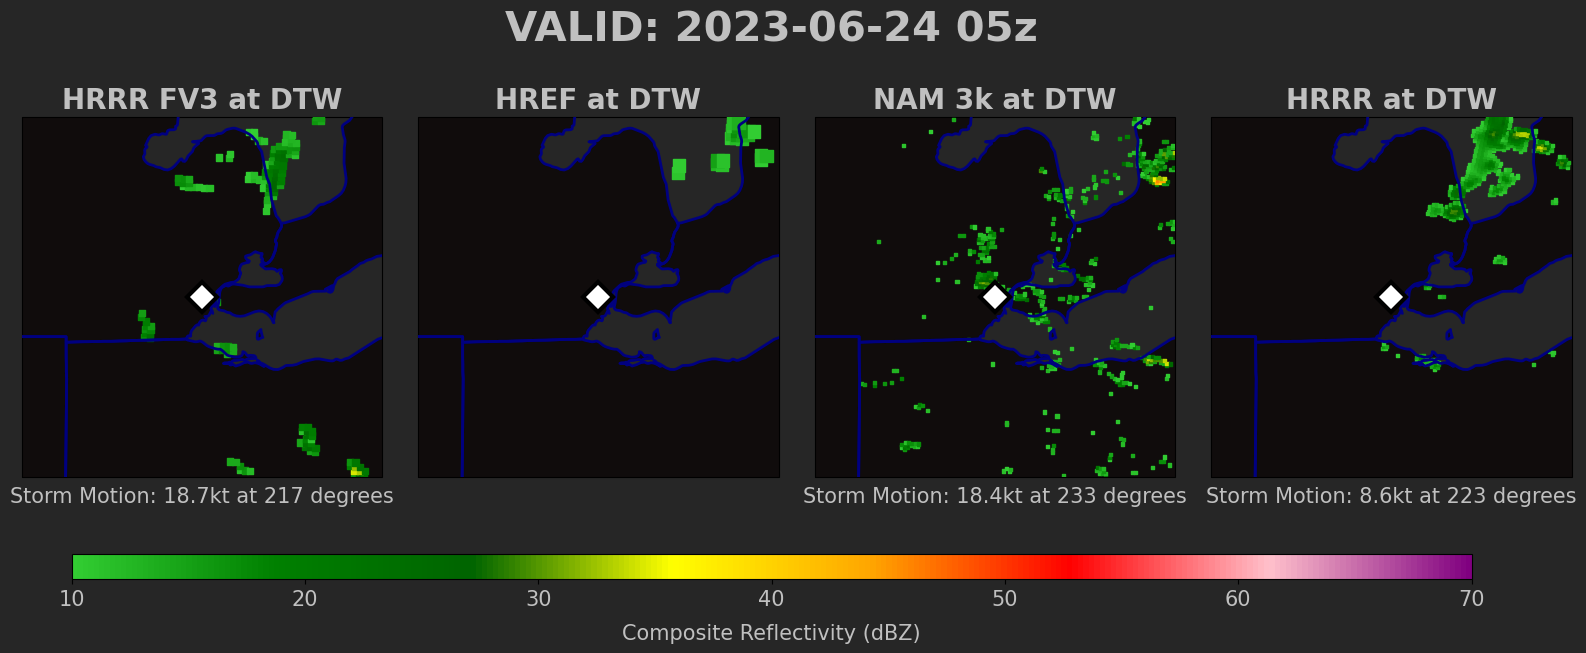 VALID: 2023-06-24 05z
HRRR FV3 at DTW
HREF at DTW
NAM 3k at DTW
HRRR at DTW
Storm Motion: 18.7kt at 217 degrees
Storm Motion: 18.4kt at 233 degrees
Storm Motion: 8.6kt at 223 degrees
10 20 30 40 50 60 70
Composite Reflectivity (dBZ)